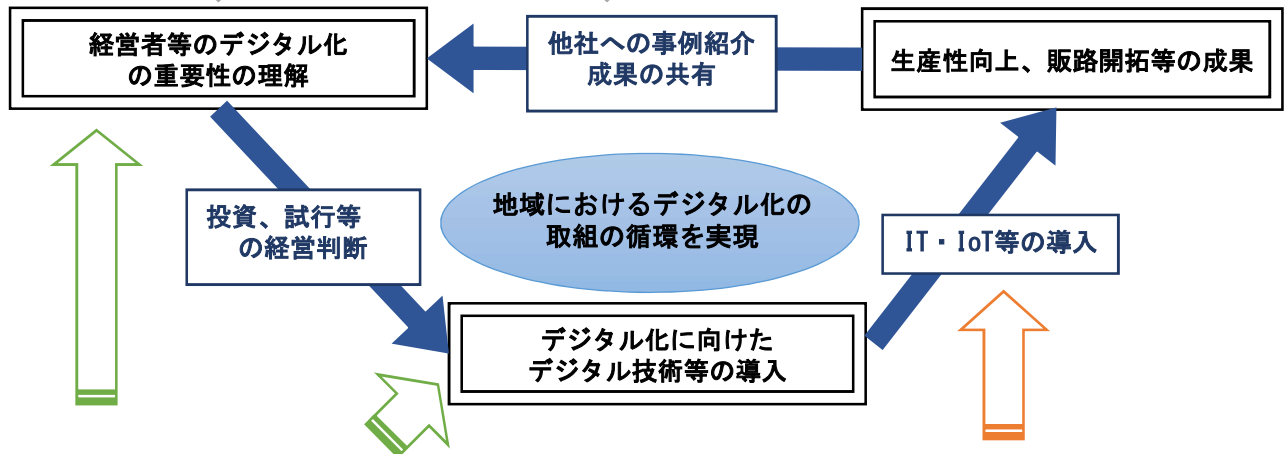 経営者等のデジタル化
の重要性の理解
他社への事例紹介
成果の共有
生産性向上、販路開拓等の成果
投資、試行等
の経営判断
地域におけるデジタル化の
取組の循環を実現
IT・IoT等の導入
デジタル化に向けた
デジタル技術等の導入